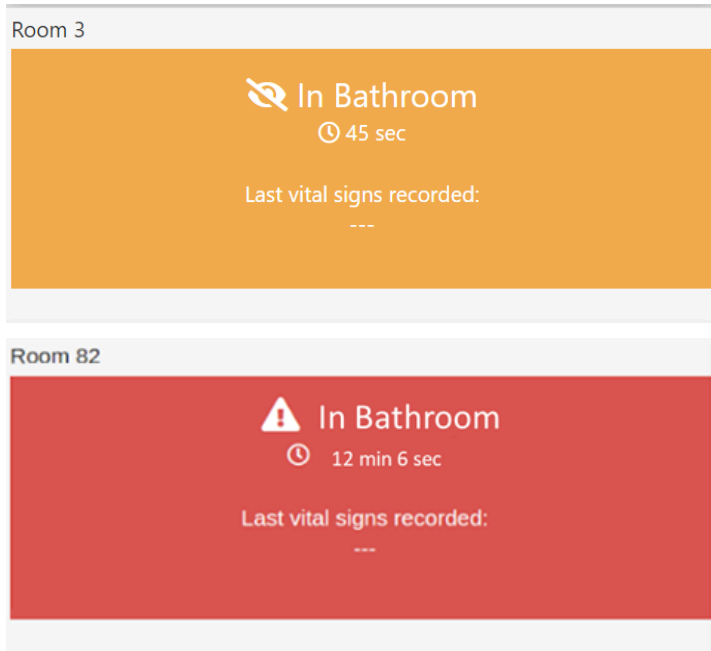 Room 3
In Bathroom
45 sec
Last vital signs recorded:
---
Room 82
In Bathroom
12 min 6 sec
Last vital signs recorded:
---